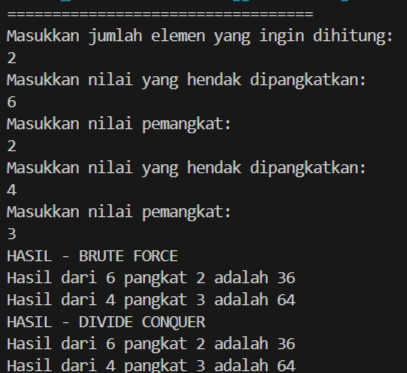 ==================================
Masukkan jumlah elemen yang ingin dihitung:
2
Masukkan nilai yang hendak dipangkatkan:
6
Masukkan nilai pemangkat:
2
Masukkan nilai yang hendak dipangkatkan:
4
Masukkan nilai pemangkat:
3
HASIL - BRUTE FORCE
Hasil dari 6 pangkat 2 adalah 36
Hasil dari 4 pangkat 3 adalah 64
HASIL - DIVIDE CONQUER
Hasil dari 6 pangkat 2 adalah 36
Hasil dari 4 pangkat 3 adalah 64